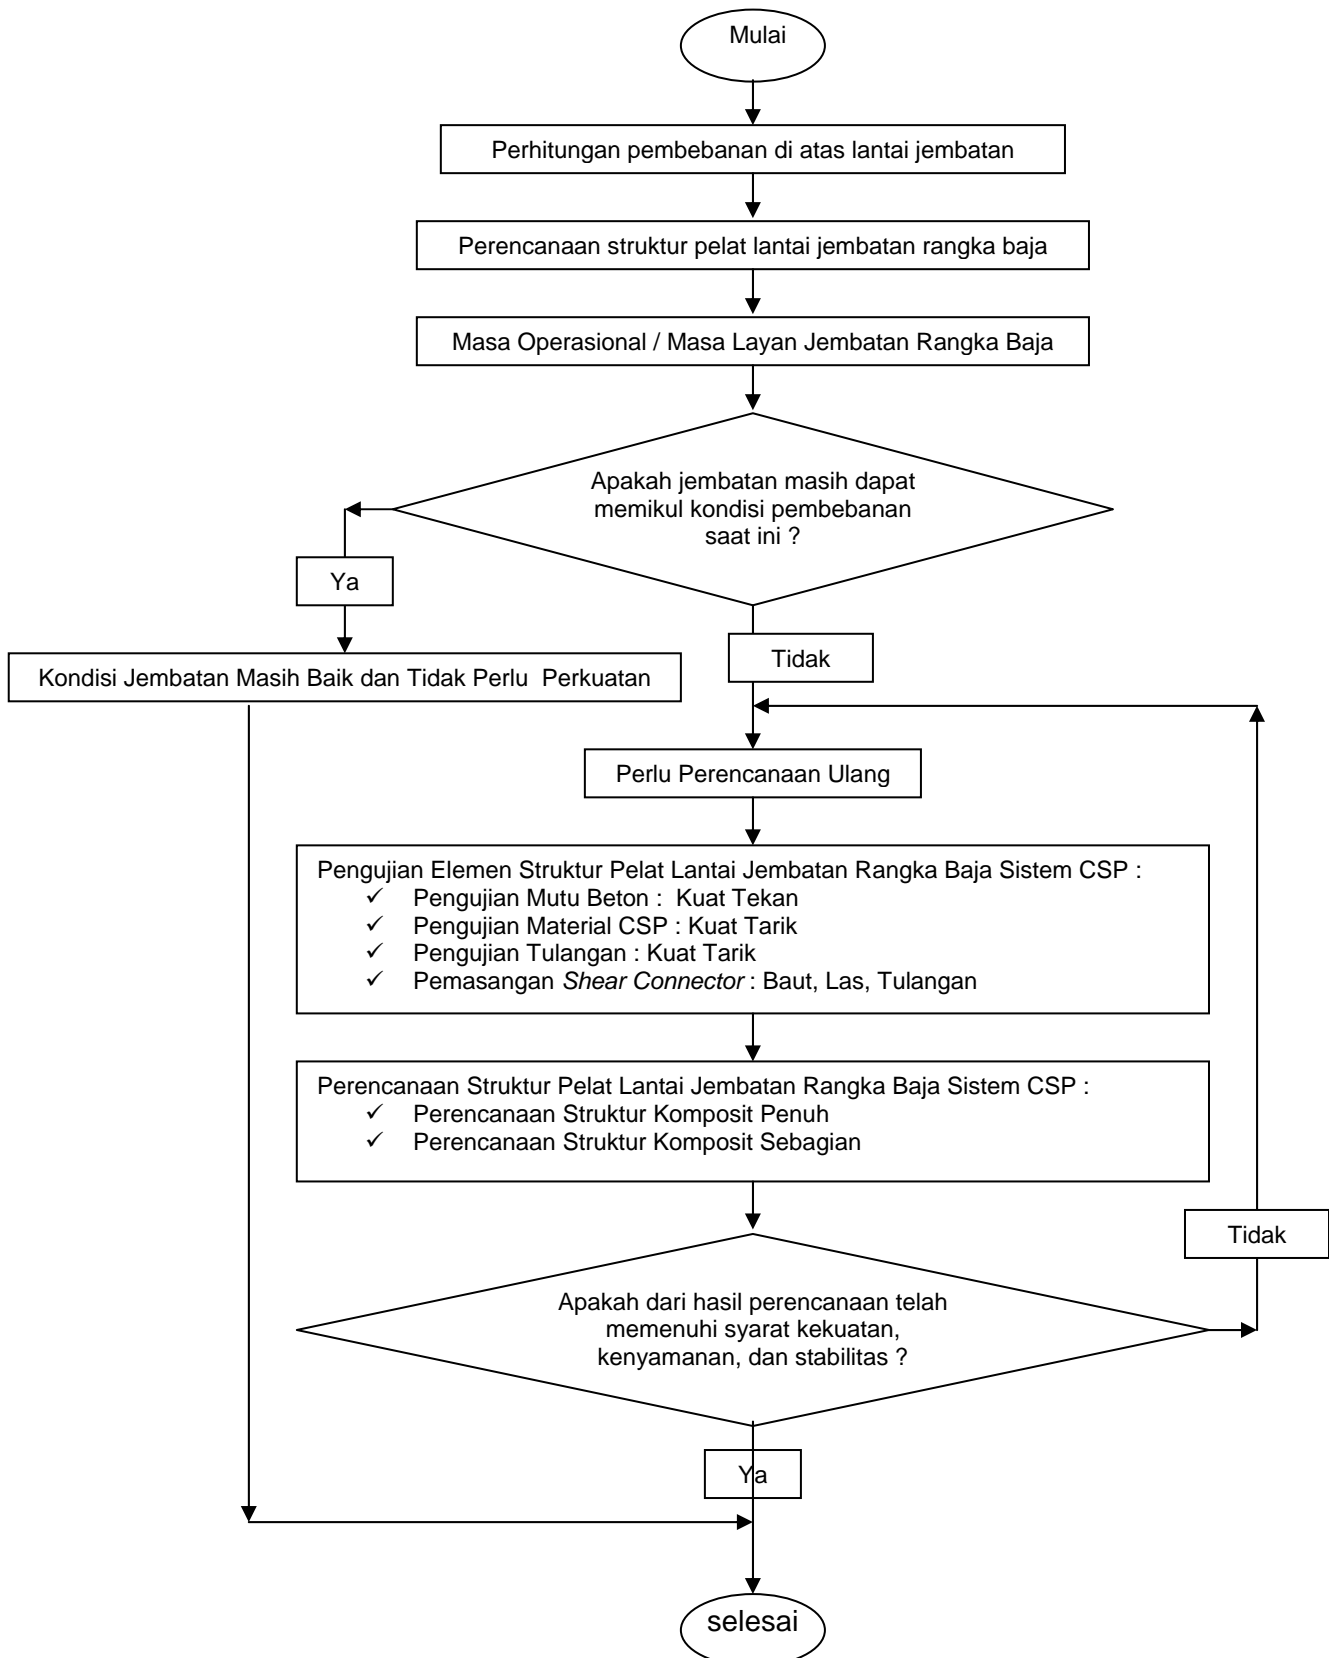 Mulai
Perhitungan pembebanan di atas lantai jembatan
Perencanaan struktur pelat lantai jembatan rangka baja
Masa Operasional / Masa Layan Jembatan Rangka Baja
Apakah jembatan masih dapat
memikul kondisi pembebanan
saat ini ?
Ya
Kondisi Jembatan Masih Baik dan Tidak Perlu  Perkuatan
Tidak
Perlu Perencanaan Ulang
Pengujian Elemen Struktur Pelat Lantai Jembatan Rangka Baja Sistem CSP :
✓ Pengujian Mutu Beton :  Kuat Tekan
✓ Pengujian Material CSP : Kuat Tarik
✓ Pengujian Tulangan : Kuat Tarik
✓ Pemasangan Shear Connector : Baut, Las, Tulangan
Perencanaan Struktur Pelat Lantai Jembatan Rangka Baja Sistem CSP :
✓ Perencanaan Struktur Komposit Penuh
✓ Perencanaan Struktur Komposit Sebagian
Tidak
Apakah dari hasil perencanaan telah
memenuhi syarat kekuatan,
kenyamanan, dan stabilitas ?
Ya
selesai